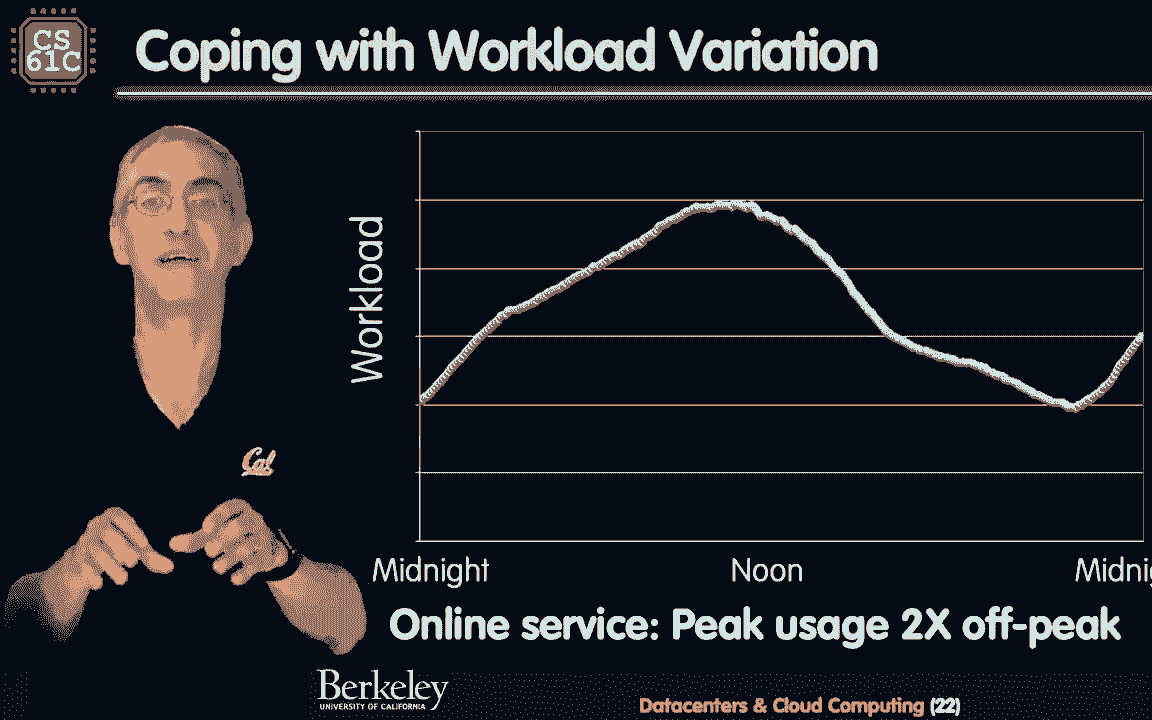 CS
61C
Coping with Workload Variation
Workload
Cal
Midnight Noon
Online service: Peak usage 2X off-peak
Berkeley
UNIVERSITY OF CALIFORNIA
Datacenters & Cloud Computing (22)